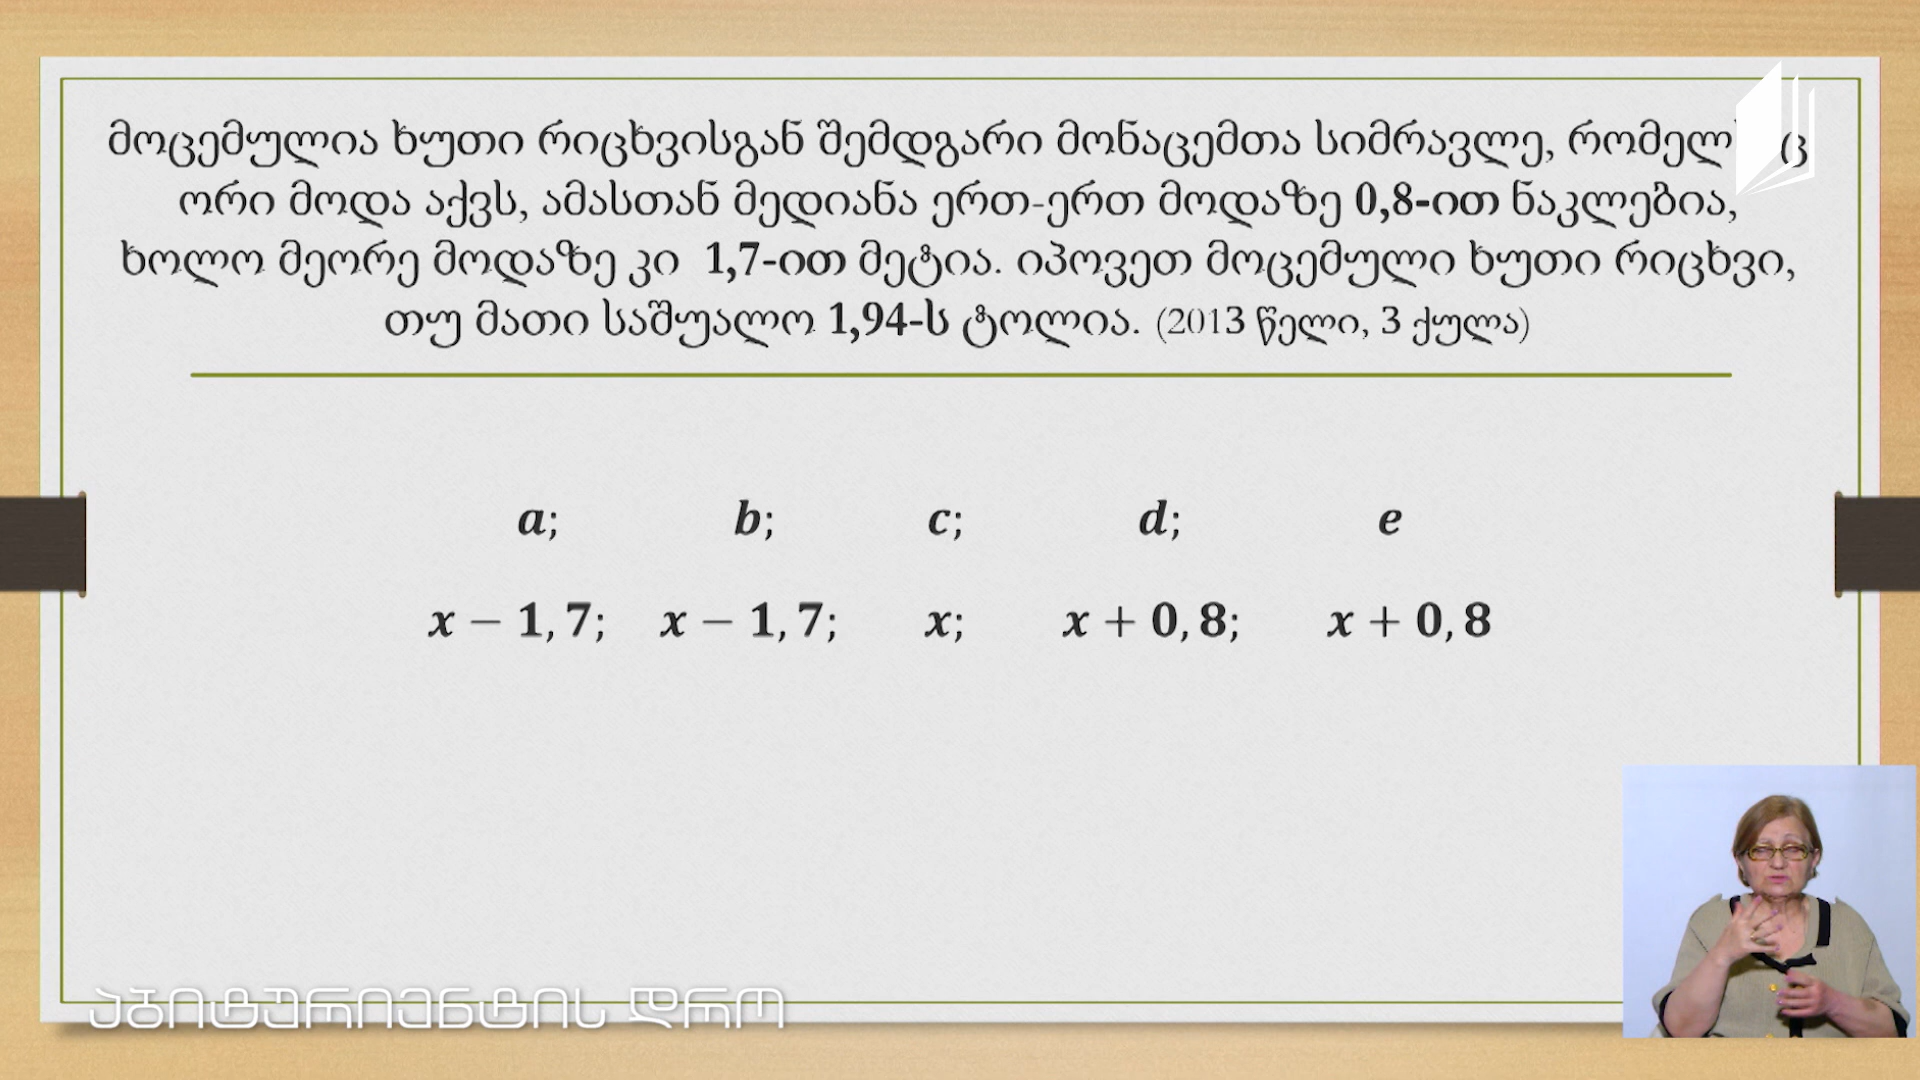 მოცემულია ხუთი რიცხვისგან შემდგარი მონაცემთა სიმრავლე,
ორი მოდა აქვს, ამასთან მედიანა ერთ-ერთ მოდაზე 0,8-ით ნაკლებია,
ხოლო მეორე მოდაზე კი 1,7-ით მეტია. იპოვეთ მოცემული ხუთი რიცხვი,
თუ მათი საშუალო 1,94-ს ტოლია. (2013 წელი, 3 ქულა)
a; b; c; d; e
x − 1,7; x − 1,7; x; x + 0,8; x + 0,8
აბიტურიენტის დრო